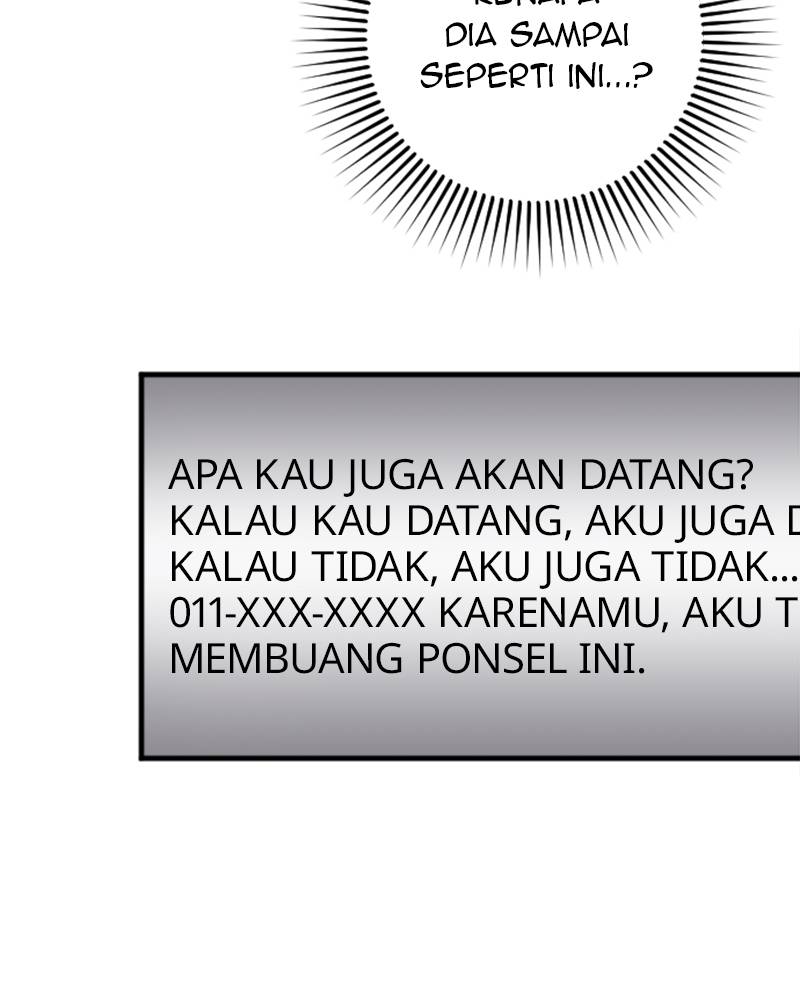 DIA SAMPAI
SEPERTI INI...?
APA KAU JUGA AKAN DATANG?
KALAU KAU DATANG, AKU JUGA
KALAU TIDAK, AKU JUGA TIDAK...
011-XXX-XXXX KARENAMU, AKU
MEMBUANG PONSEL INI.